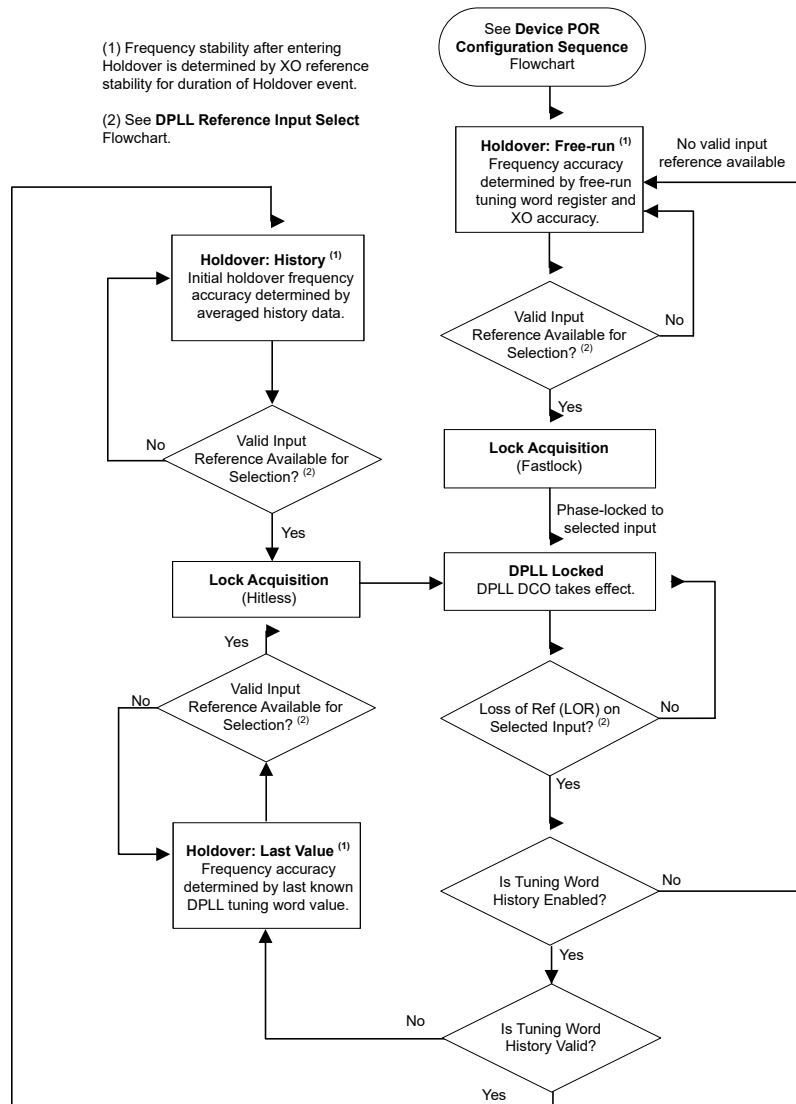 (1) Frequency stability after entering
Holdover is determined by XO reference
stability for duration of Holdover event.
(2) See DPLL Reference Input Select
Flowchart.
See Device POR
Configuration Sequence
Flowchart
Holdover: Free-run (1)
Frequency accuracy
determined by free-run
tuning word register and
XO accuracy.
No valid input
reference available
Valid Input
Reference Available for
Selection? (2)
No
Yes
Lock Acquisition
(Fastlock)
Phase-locked to
selected input
Holdover: History (1)
Initial holdover frequency
accuracy determined by
averaged history data.
No
Valid Input
Reference Available for
Selection? (2)
Yes
Lock Acquisition
(Hitless)
DPLL Locked
DPLL DCO takes effect.
Yes
No
Valid Input
Reference Available for
Selection? (2)
Loss of Ref (LOR) on
Selected Input? (2)
No
Yes
Holdover: Last Value (1)
Frequency accuracy
determined by last known
DPLL tuning word value.
Is Tuning Word
History Enabled?
No
Yes
No
Is Tuning Word
History Valid?
Yes